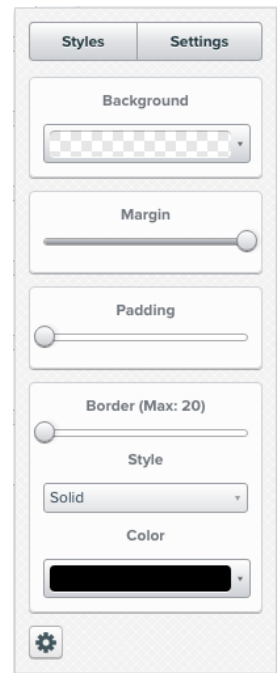 Styles Settings
Background
Margin
Padding
Border (Max: 20)
Style
Solid
Color